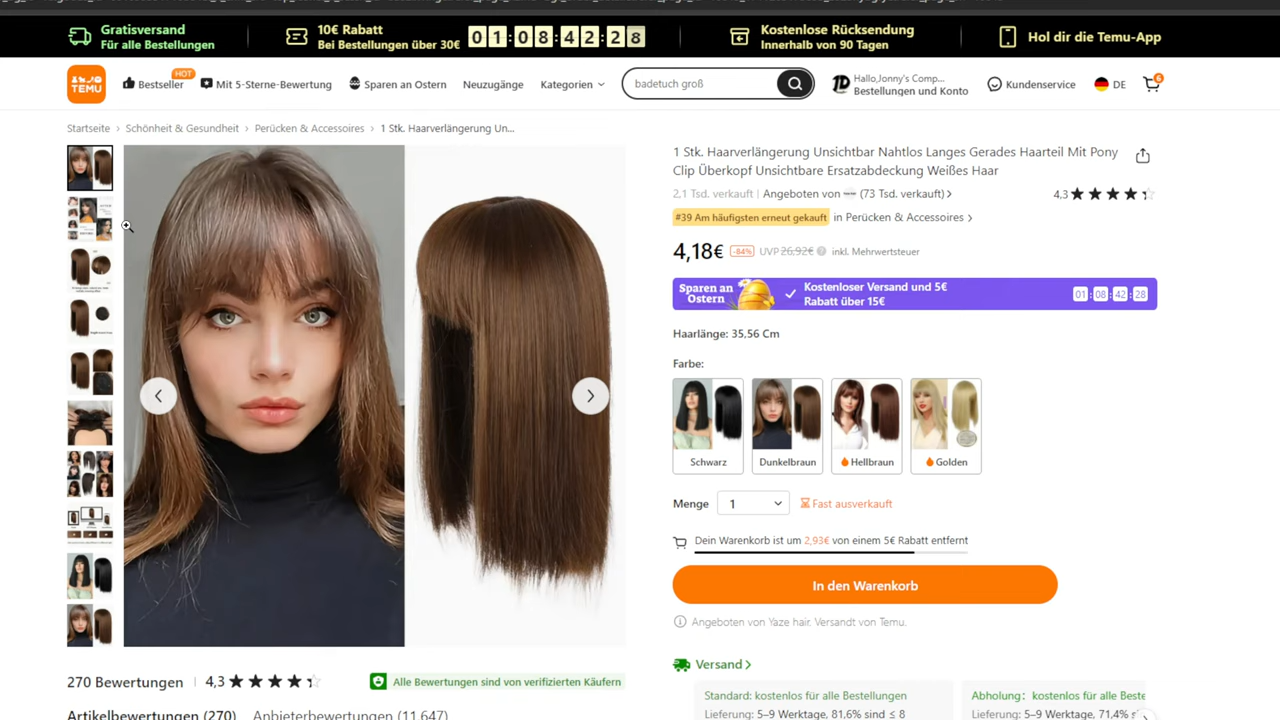 Gratisversand
Für alle Bestellungen
10€ Rabatt
Bei Bestellungen über 30€
01:08:42:28
Kostenlose Rücksendung
Innerhalb von 90 Tagen
Hol dir die Temu-App
TEMU
Bestseller
HOT
Mit 5-Sterne-Bewertung
Sparen an Ostern
Neuzugänge
Kategorien
badetuch groß
Hallo,Jonny's Comp...
Bestellungen und Konto
Kundenservice
DE
6
Startseite › Schönheit & Gesundheit › Perücken & Accessoires › 1 Stk. Haarverlängerung Un...
1 Stk. Haarverlängerung Unsichtbar Nahtlos Langes Gerades Haarteil Mit Pony
Clip Überkopf Unsichtbare Ersatzabdeckung Weißes Haar
2,1 Tsd. verkauft | Angeboten von (73 Tsd. verkauft) ›
4,3
#39 Am häufigsten erneut gekauft in Perücken & Accessoires ›
4,18€ -84% UVP 26,92€ inkl. Mehrwertsteuer
Sparen an
Ostern
Kostenloser Versand und 5€
Rabatt über 15€
01:08:42:28
Haarlänge: 35,56 Cm
Farbe:
Schwarz
Dunkelbraun
Hellbraun
Golden
Menge 1 Fast ausverkauft
Dein Warenkorb ist um 2,93€ von einem 5€ Rabatt entfernt
In den Warenkorb
Angeboten von Yaze hair. Versandt von Temu.
Versand ›
Standard: kostenlos für alle Bestellungen
Lieferung: 5–9 Werktage, 81,6% sind ≤ 8
Abholung: kostenlos für alle Beste
Lieferung: 5–9 Werktage, 71,4% s
270 Bewertungen | 4,3
Alle Bewertungen sind von verifizierten Käufern
Artikelbewertungen (270) Anbieterbewertungen (11.647)